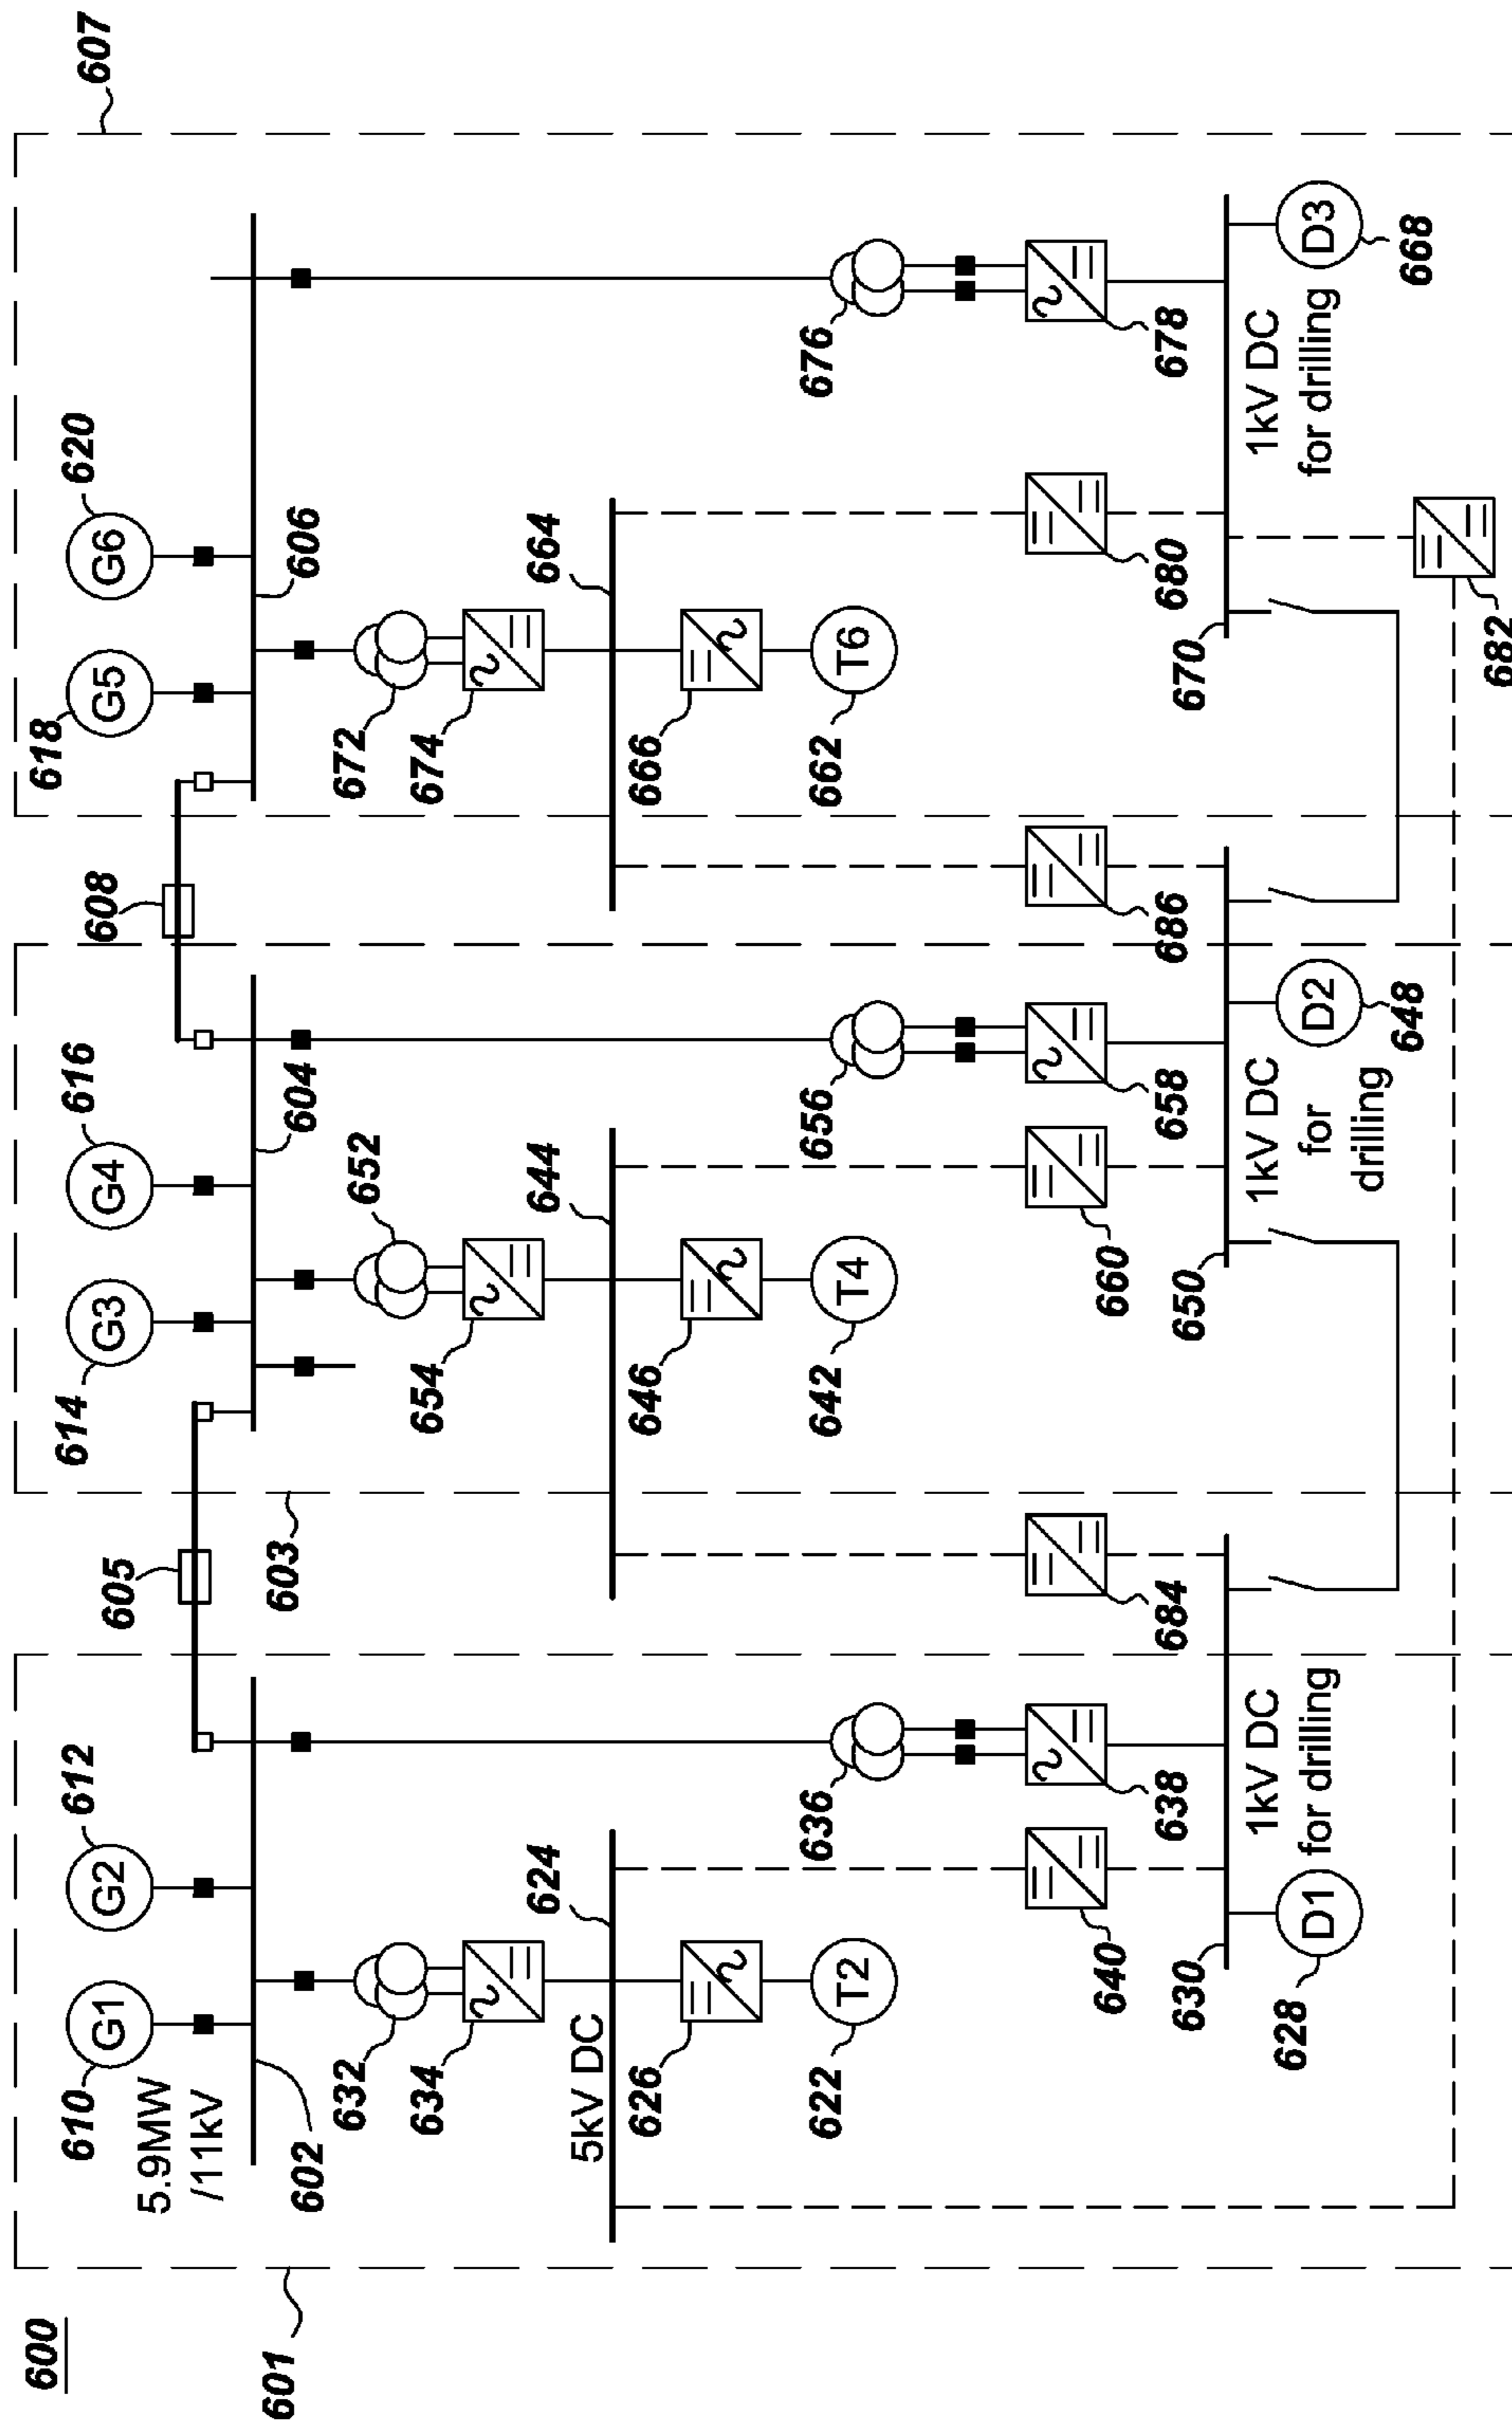 600
601
610
G1
5.9MW
/11kV
602
G2
612
605
603
614
G3
G4
616
604
608
618
G5
G6
620
606
607
632
634
5kV DC
624
626
T2
622
636
638
640
630
628
D1
1kV DC
for drilling
684
652
654
644
646
T4
642
656
658
660
650
1kV DC
for
drilling
D2
648
686
672
674
664
666
T6
662
676
678
680
670
1kV DC
for drilling
D3
668
682